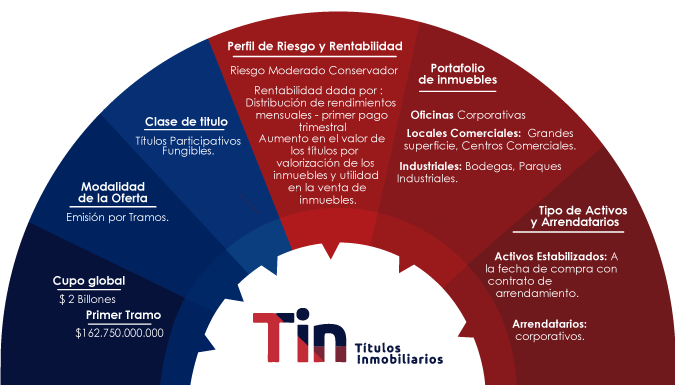 Cupo global
$ 2 Billones
Primer Tramo
$162.750.000.000
Modalidad
de la Oferta
Emisión por Tramos.
Clase de título
Títulos Participativos
Fungibles.
Perfil de Riesgo y Rentabilidad
Riesgo Moderado Conservador
Rentabilidad dada por :
Distribución de rendimientos
mensuales - primer pago
trimestral
Aumento en el valor de
los títulos por
valorización de los
inmuebles y utilidad
en la venta de
inmuebles.
Portafolio
de inmuebles
Oficinas Corporativas
Locales Comerciales: Grandes
superficie, Centros Comerciales.
Industriales: Bodegas, Parques
Industriales.
Tipo de Activos
y Arrendatarios
Activos Estabilizados: A
la fecha de compra con
contrato de
arrendamiento.
Arrendatarios:
corporativos.
Tin
Títulos
Inmobiliarios